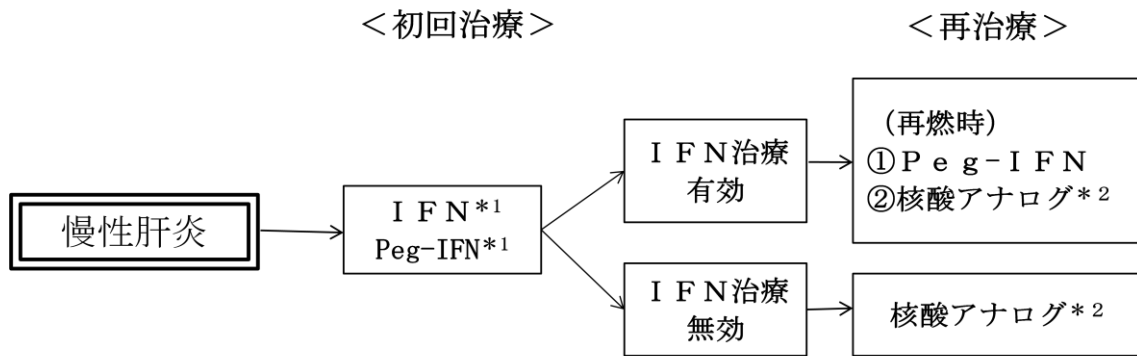 ＜初回治療＞
＜再治療＞
慢性肝炎
ＩＦＮ*1
Peg-IFN*1
ＩＦＮ治療
有効
(再燃時)
①Ｐｅｇ-ＩＦＮ
②核酸アナログ*2
ＩＦＮ治療
無効
核酸アナログ*2